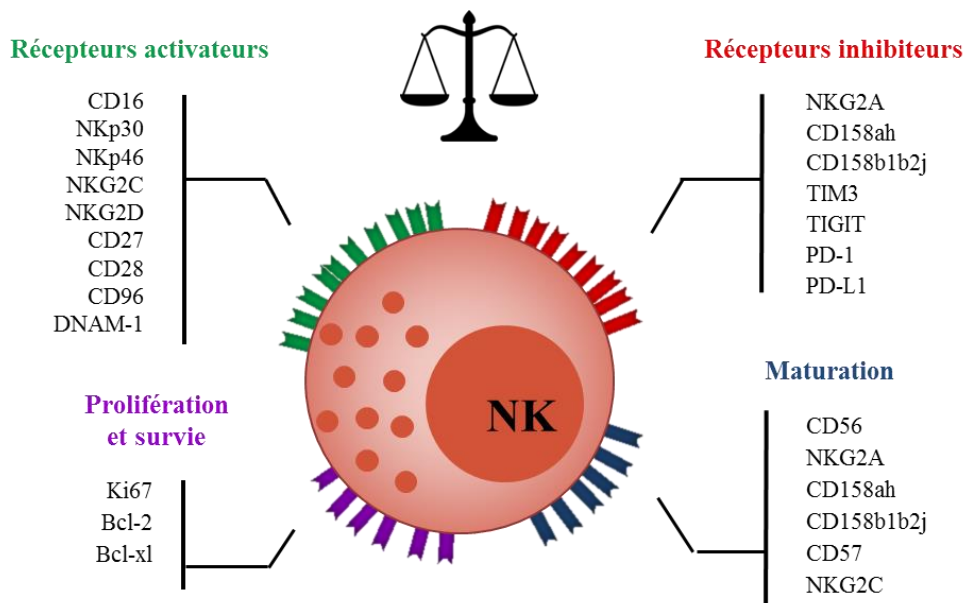 Récepteurs activateurs
CD16
NKp30
NKp46
NKG2C
NKG2D
CD27
CD28
CD96
DNAM-1
Récepteurs inhibiteurs
NKG2A
CD158ah
CD158b1b2j
TIM3
TIGIT
PD-1
PD-L1
NK
Prolifération
et survie
Ki67
Bcl-2
Bcl-xl
Maturation
CD56
NKG2A
CD158ah
CD158b1b2j
CD57
NKG2C